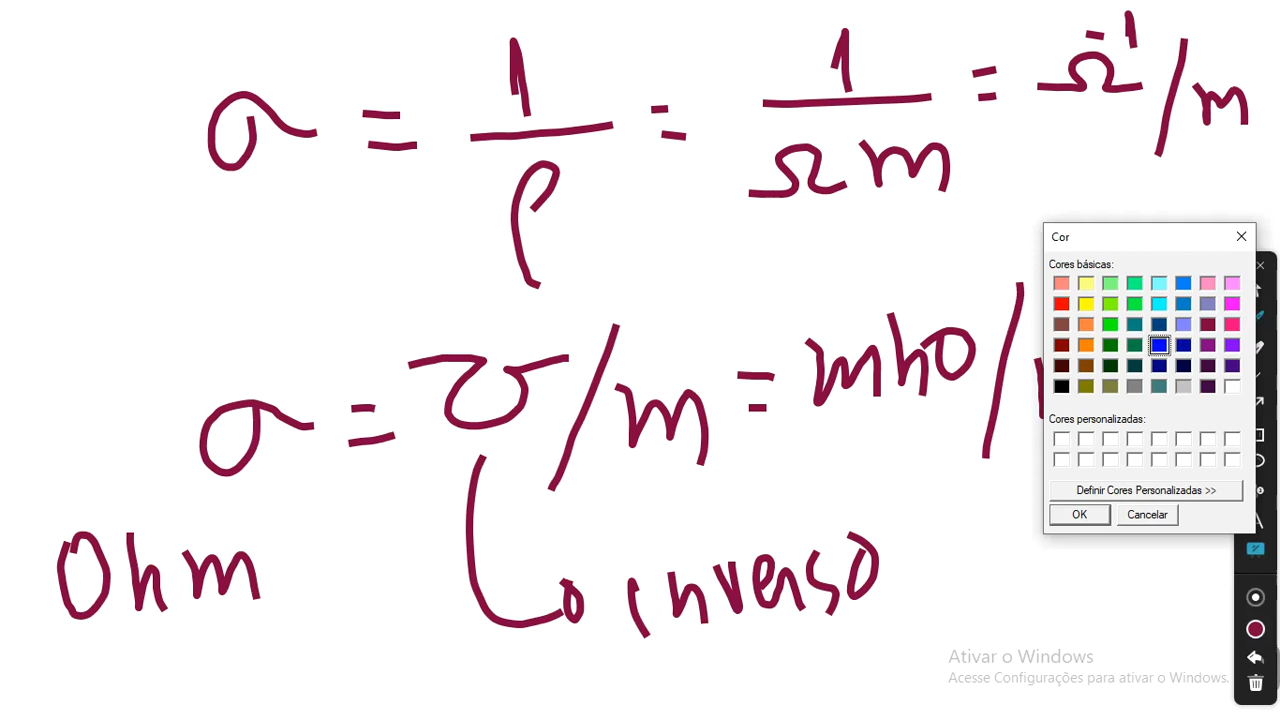 σ = 1/ρ = 1/Ωm = Ω⁻¹/m
σ = ℧/m = mho/
Ohm
o inverso
Cor
Cores básicas:
Cores personalizadas:
Definir Cores Personalizadas >>
OK Cancelar
Ativar o Windows
Acesse Configurações para ativar o Windows.